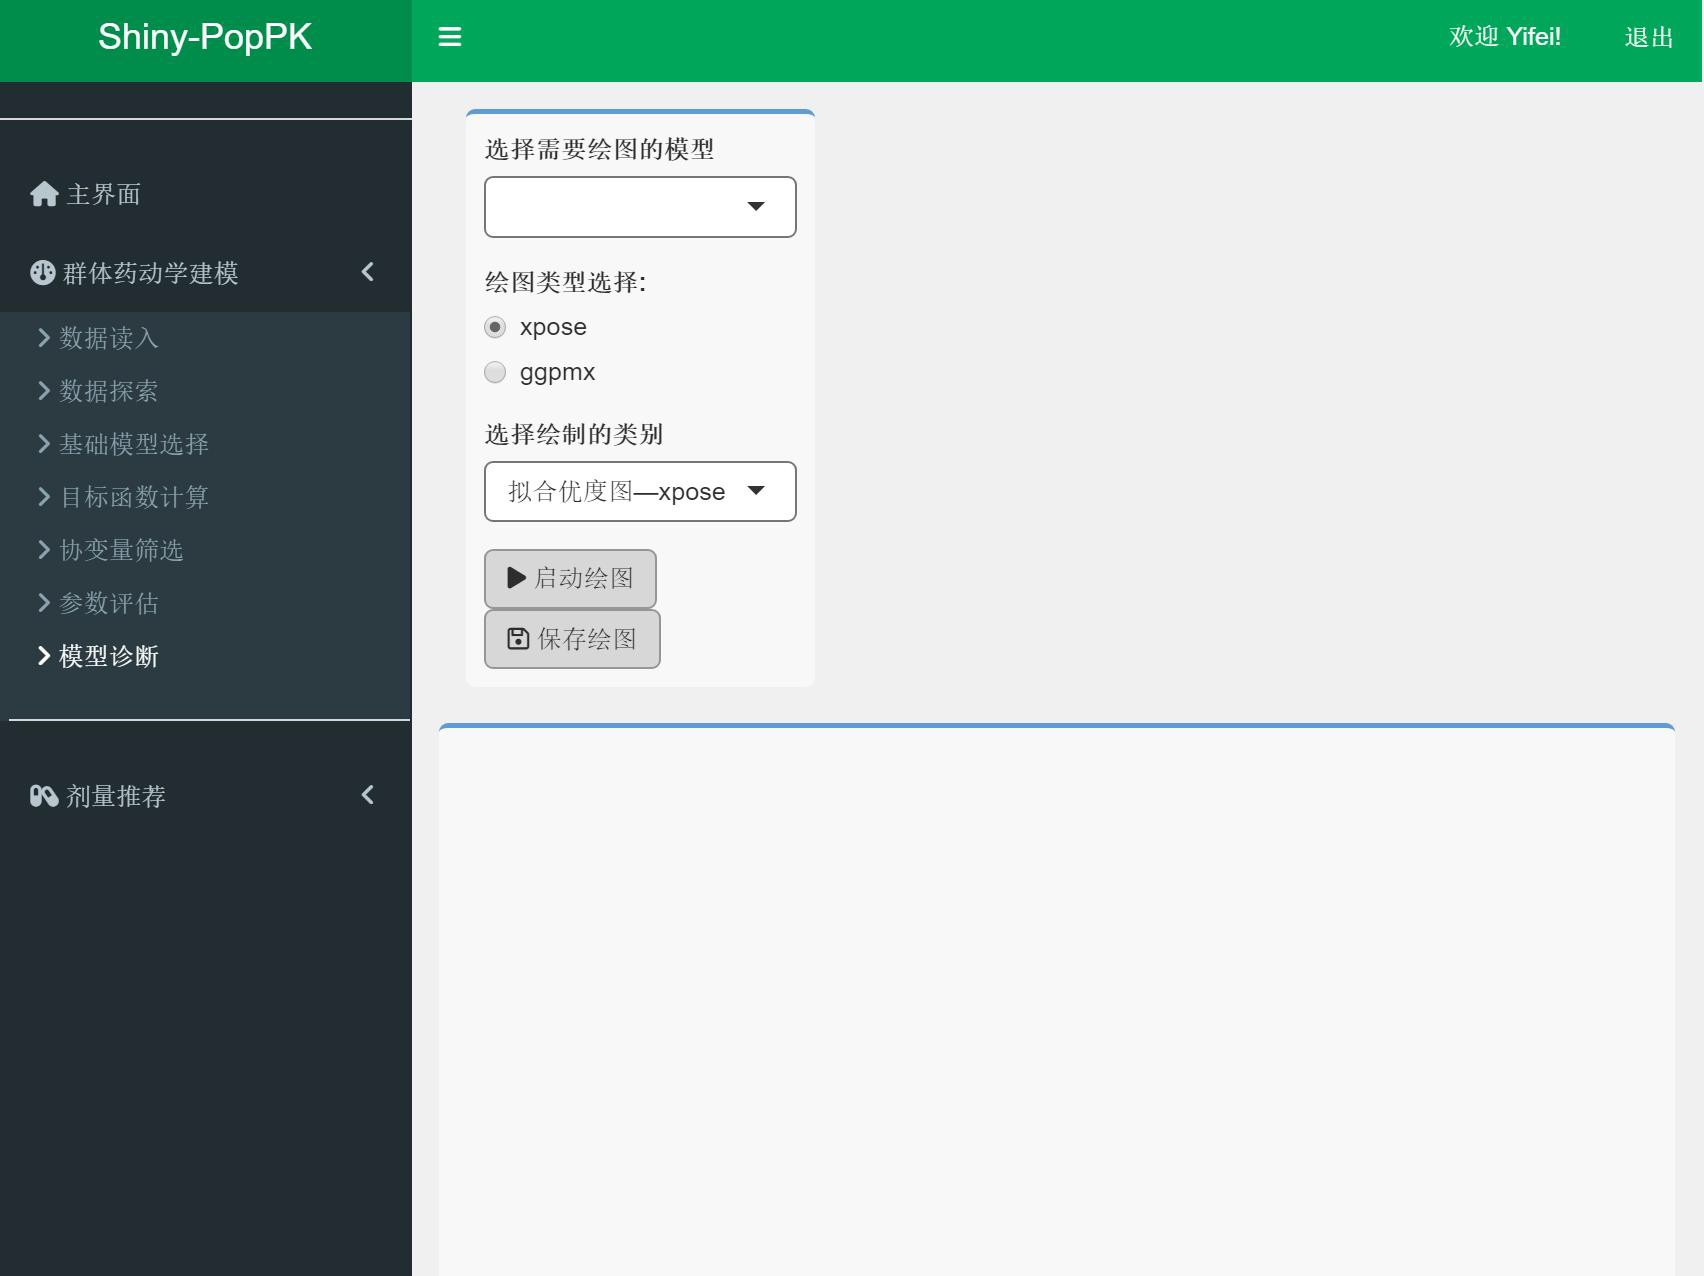 Shiny-PopPK
欢迎 Yifei!
退出
主界面
群体药动学建模
数据读入
数据探索
基础模型选择
目标函数计算
协变量筛选
参数评估
模型诊断
剂量推荐
选择需要绘图的模型
绘图类型选择:
xpose
ggpmx
选择绘制的类别
拟合优度图—xpose
启动绘图
保存绘图